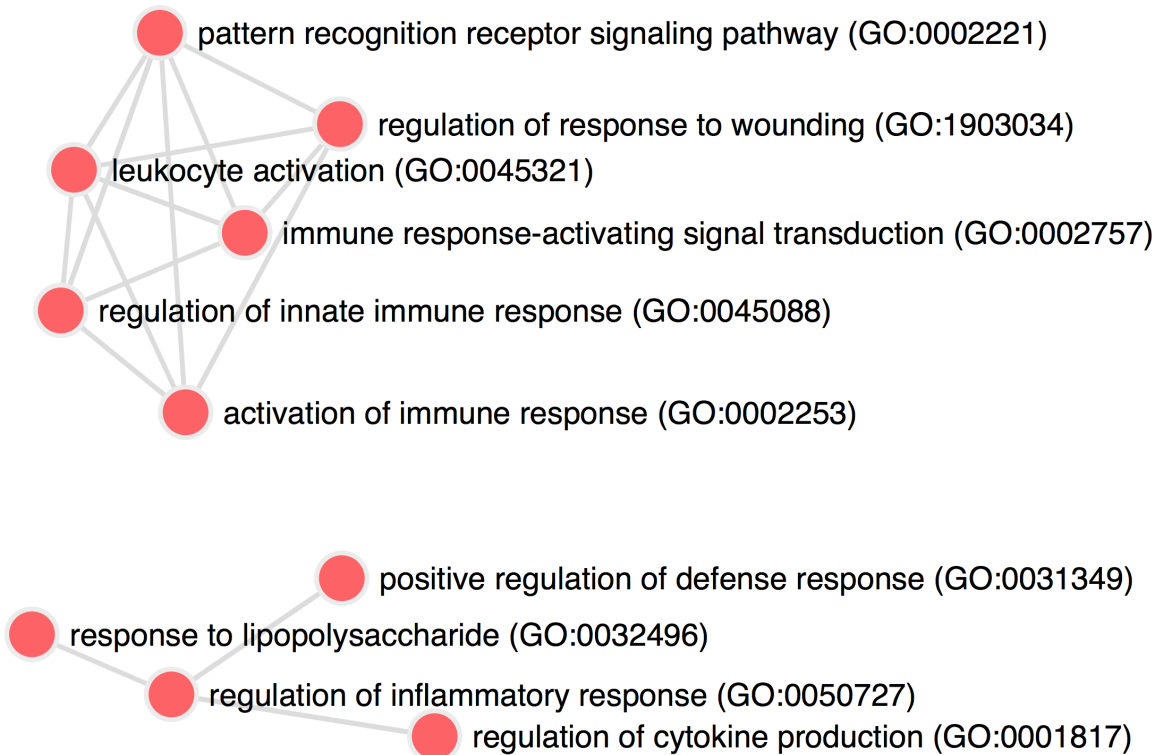 pattern recognition receptor signaling pathway (GO:0002221)
regulation of response to wounding (GO:1903034)
leukocyte activation (GO:0045321)
immune response-activating signal transduction (GO:0002757)
regulation of innate immune response (GO:0045088)
activation of immune response (GO:0002253)
positive regulation of defense response (GO:0031349)
response to lipopolysaccharide (GO:0032496)
regulation of inflammatory response (GO:0050727)
regulation of cytokine production (GO:0001817)